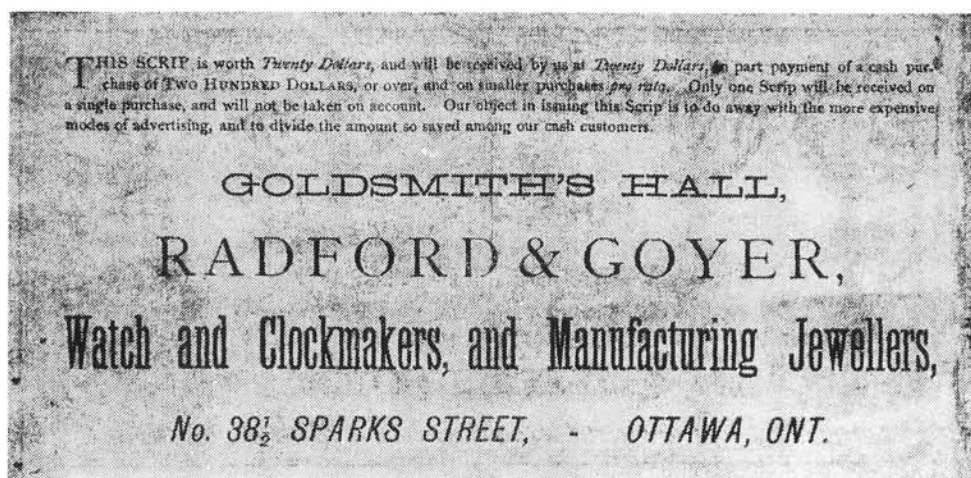 THIS SCRIP is worth Twenty Dollars, and will be received by us at Twenty Dollars, in part payment of a cash pur-
chase of TWO HUNDRED DOLLARS, or over, and on smaller purchases pro rata. Only one Scrip will be received on
a single purchase, and will not be taken on account. Our object in issuing this Scrip is to do away with the more expensive
modes of advertising, and to divide the amount so saved among our cash customers.
GOLDSMITH'S HALL,
RADFORD & GOYER,
Watch and Clockmakers, and Manufacturing Jewellers,
No. 38½ SPARKS STREET, - OTTAWA, ONT.